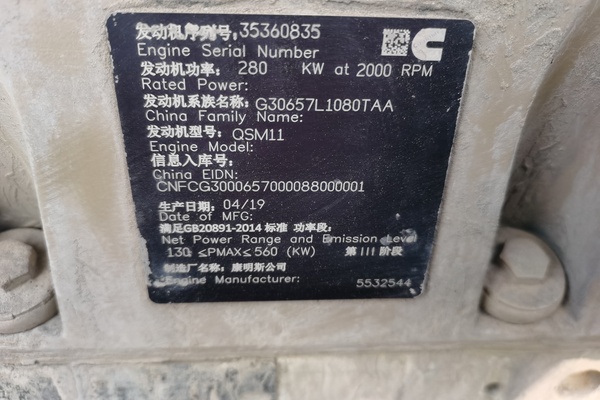 发动机序列号: 35360835
Engine Serial Number
发动机功率: 280 KW at 2000 RPM
Rated Power:
发动机系族名称: G30657L1080TAA
China Family Name:
发动机型号: QSM11
Engine Model:
信息入库号:
China EIDN:
CNFCG3000657000088000001
生产日期: 04/19
Date of MFG:
满足GB20891-2014 标准 功率段:
Net Power Range and Emission Level
130 ≤PMAX≤ 560 (KW) 第III阶段
制造厂名称: 康明斯公司
Engine Manufacturer: 5532544